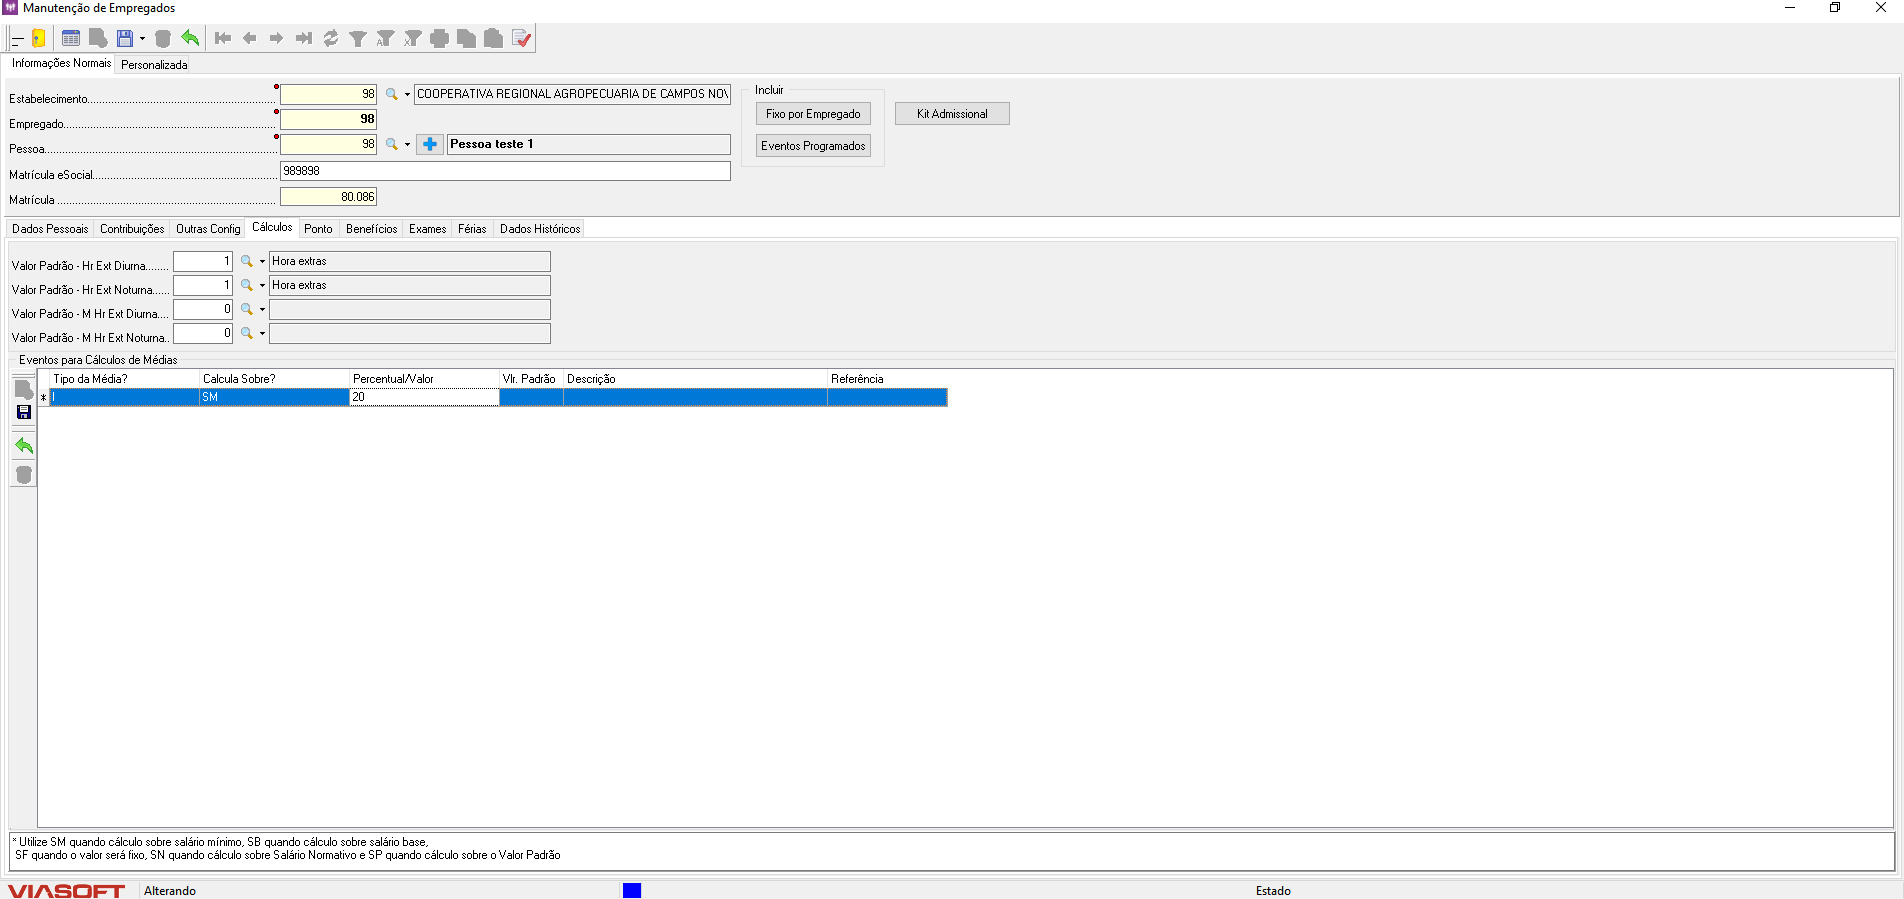 Manutenção de Empregados
Informações Normais
Personalizada
Estabelecimento
98
COOPERATIVA REGIONAL AGROPECUARIA DE CAMPOS NOV
Empregado
98
Pessoa
98
Pessoa teste 1
Matrícula eSocial
989898
Matrícula
80.086
Incluir
Fixo por Empregado
Eventos Programados
Kit Admissional
Dados Pessoais
Contribuições
Outras Config
Cálculos
Ponto
Benefícios
Exames
Férias
Dados Históricos
Valor Padrão - Hr Ext Diurna
1
Hora extras
Valor Padrão - Hr Ext Noturna
1
Hora extras
Valor Padrão - M Hr Ext Diurna
0
Valor Padrão - M Hr Ext Noturna
0
Eventos para Cálculos de Médias
Tipo da Média?
Calcula Sobre?
Percentual/Valor
Vlr. Padrão
Descrição
Referência
*
SM
20
* Utilize SM quando cálculo sobre salário mínimo, SB quando cálculo sobre salário base,
SF quando o valor será fixo, SN quando cálculo sobre Salário Normativo e SP quando cálculo sobre o Valor Padrão
VIASOFT
Alterando
Estado